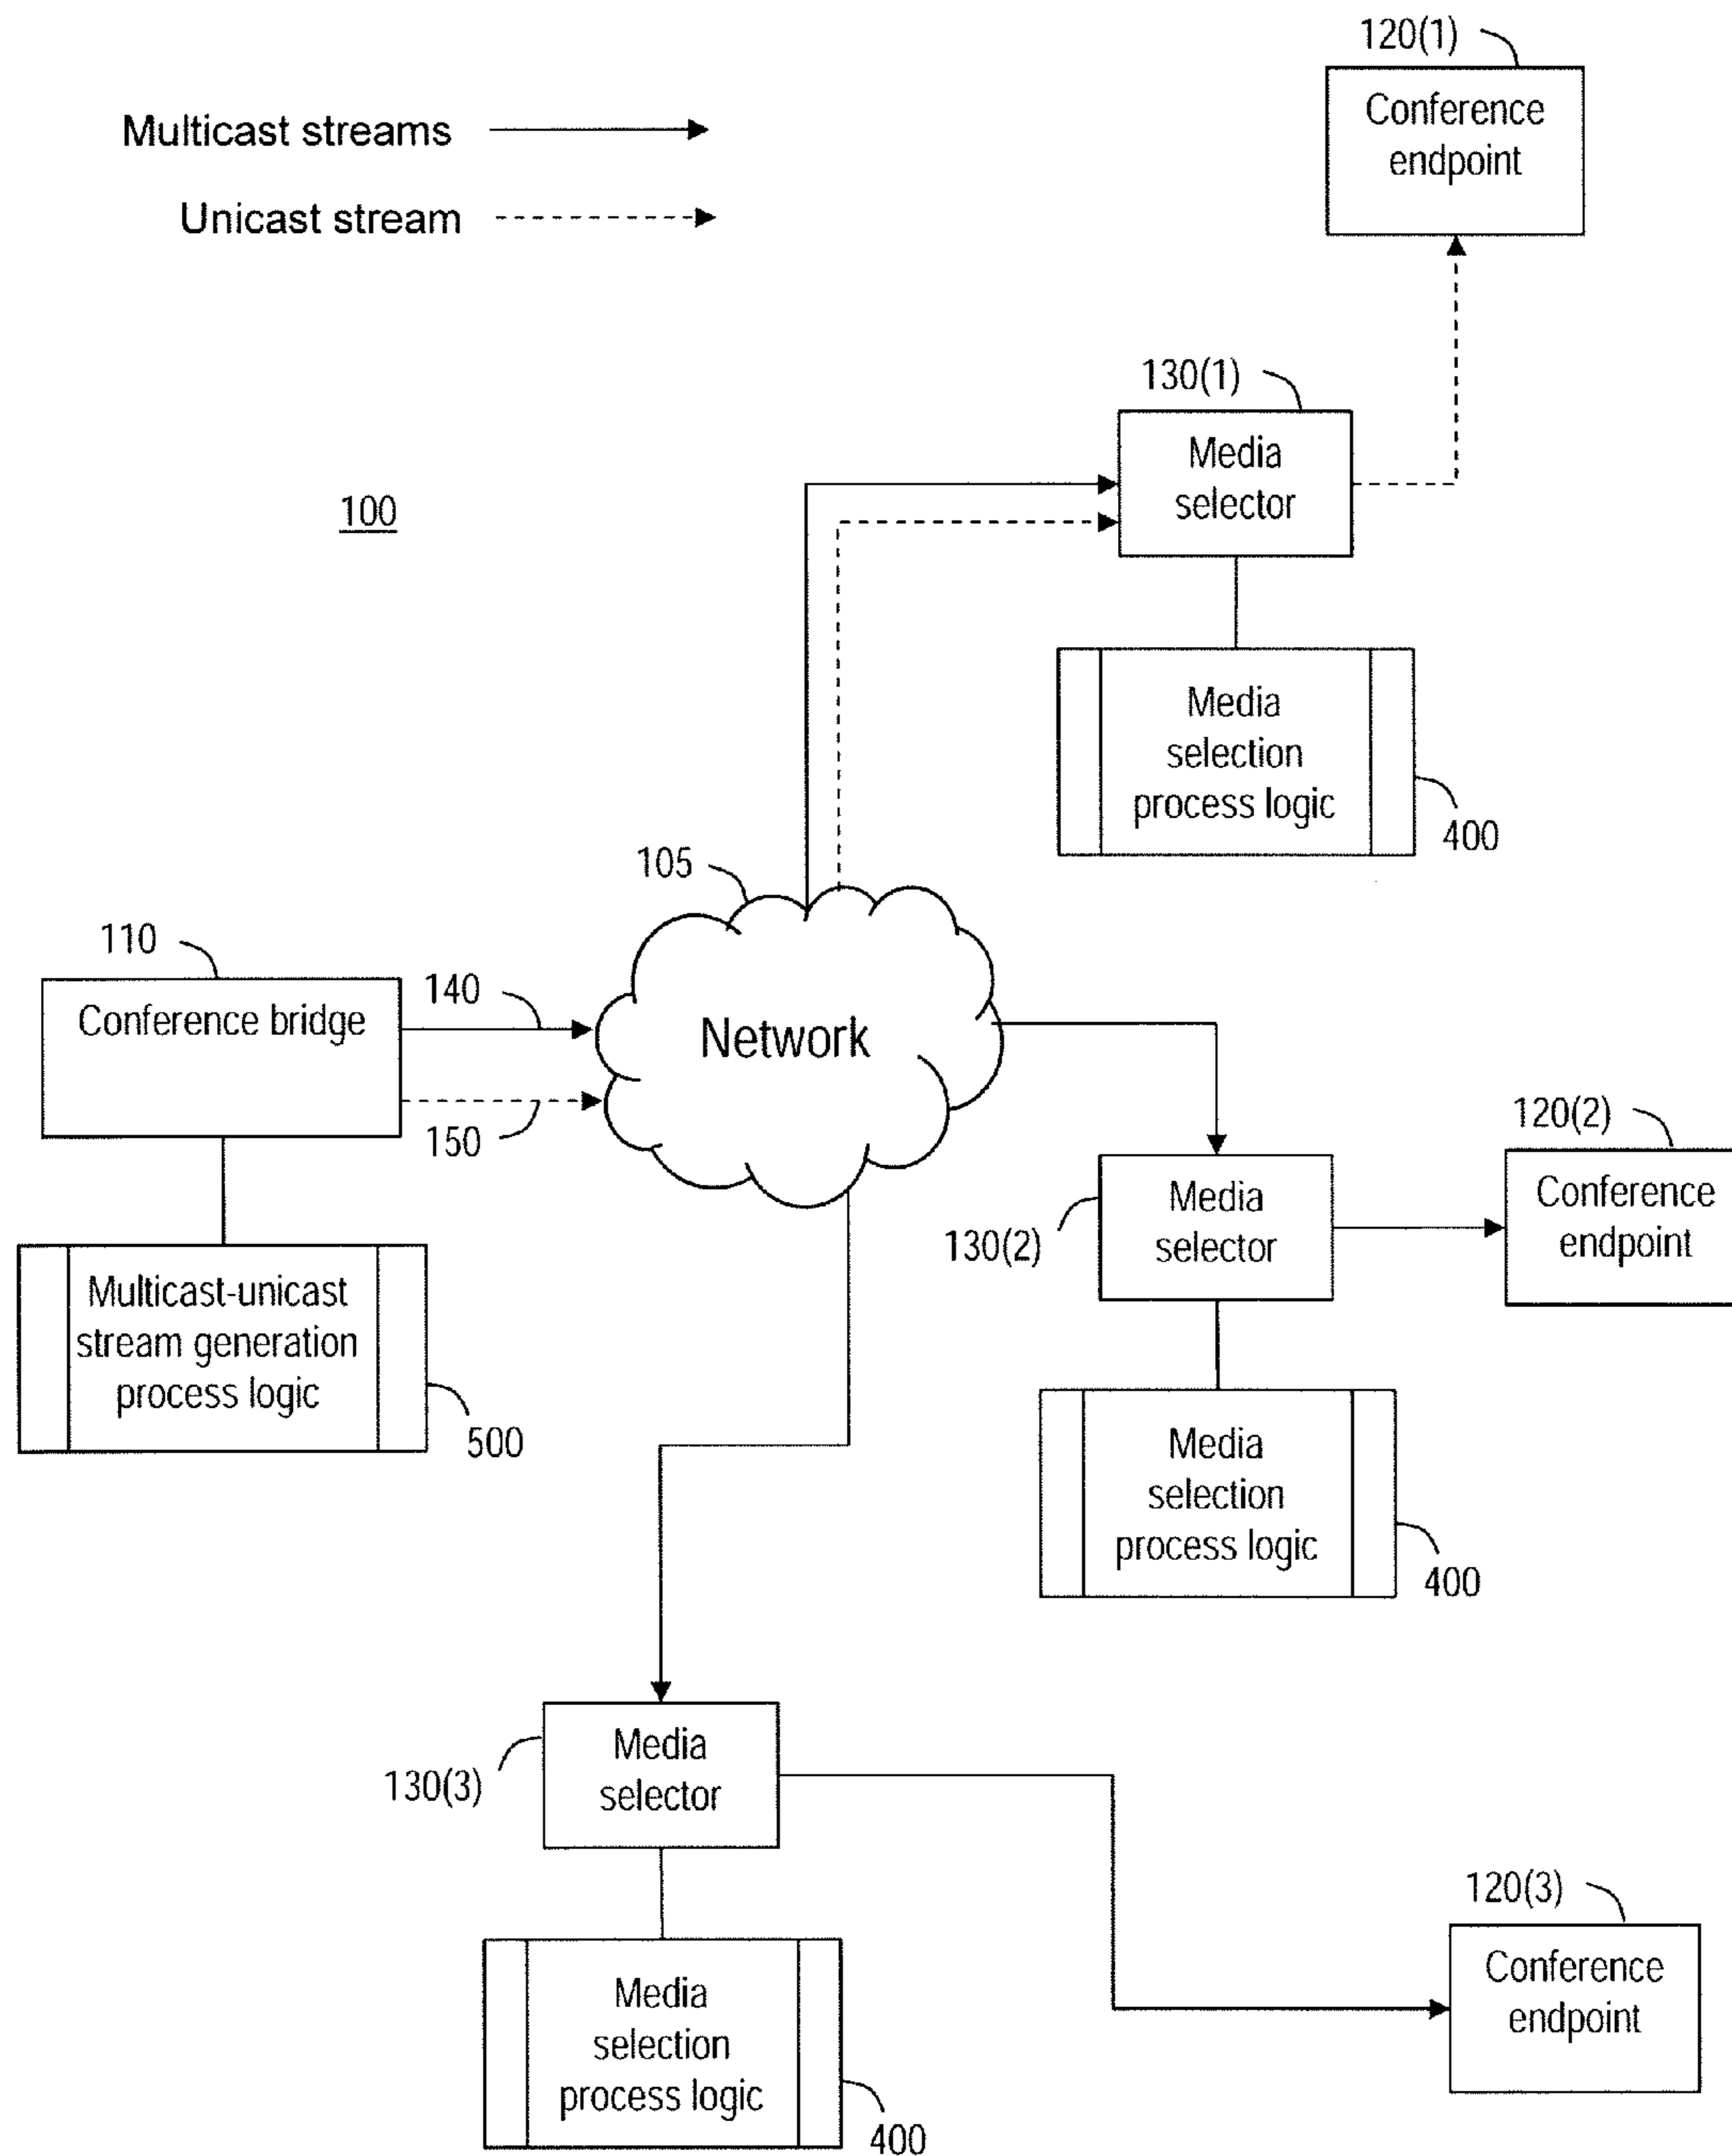 120(1)
Conference
endpoint
Multicast streams
Unicast stream
130(1)
Media
selector
100
Media
selection
process logic
400
105
110
Conference bridge
140
Network
150
120(2)
Conference
endpoint
Media
selector
130(2)
Multicast-unicast
stream generation
process logic
500
Media
selection
process logic
400
Media
selector
130(3)
120(3)
Conference
endpoint
Media
selection
process logic
400